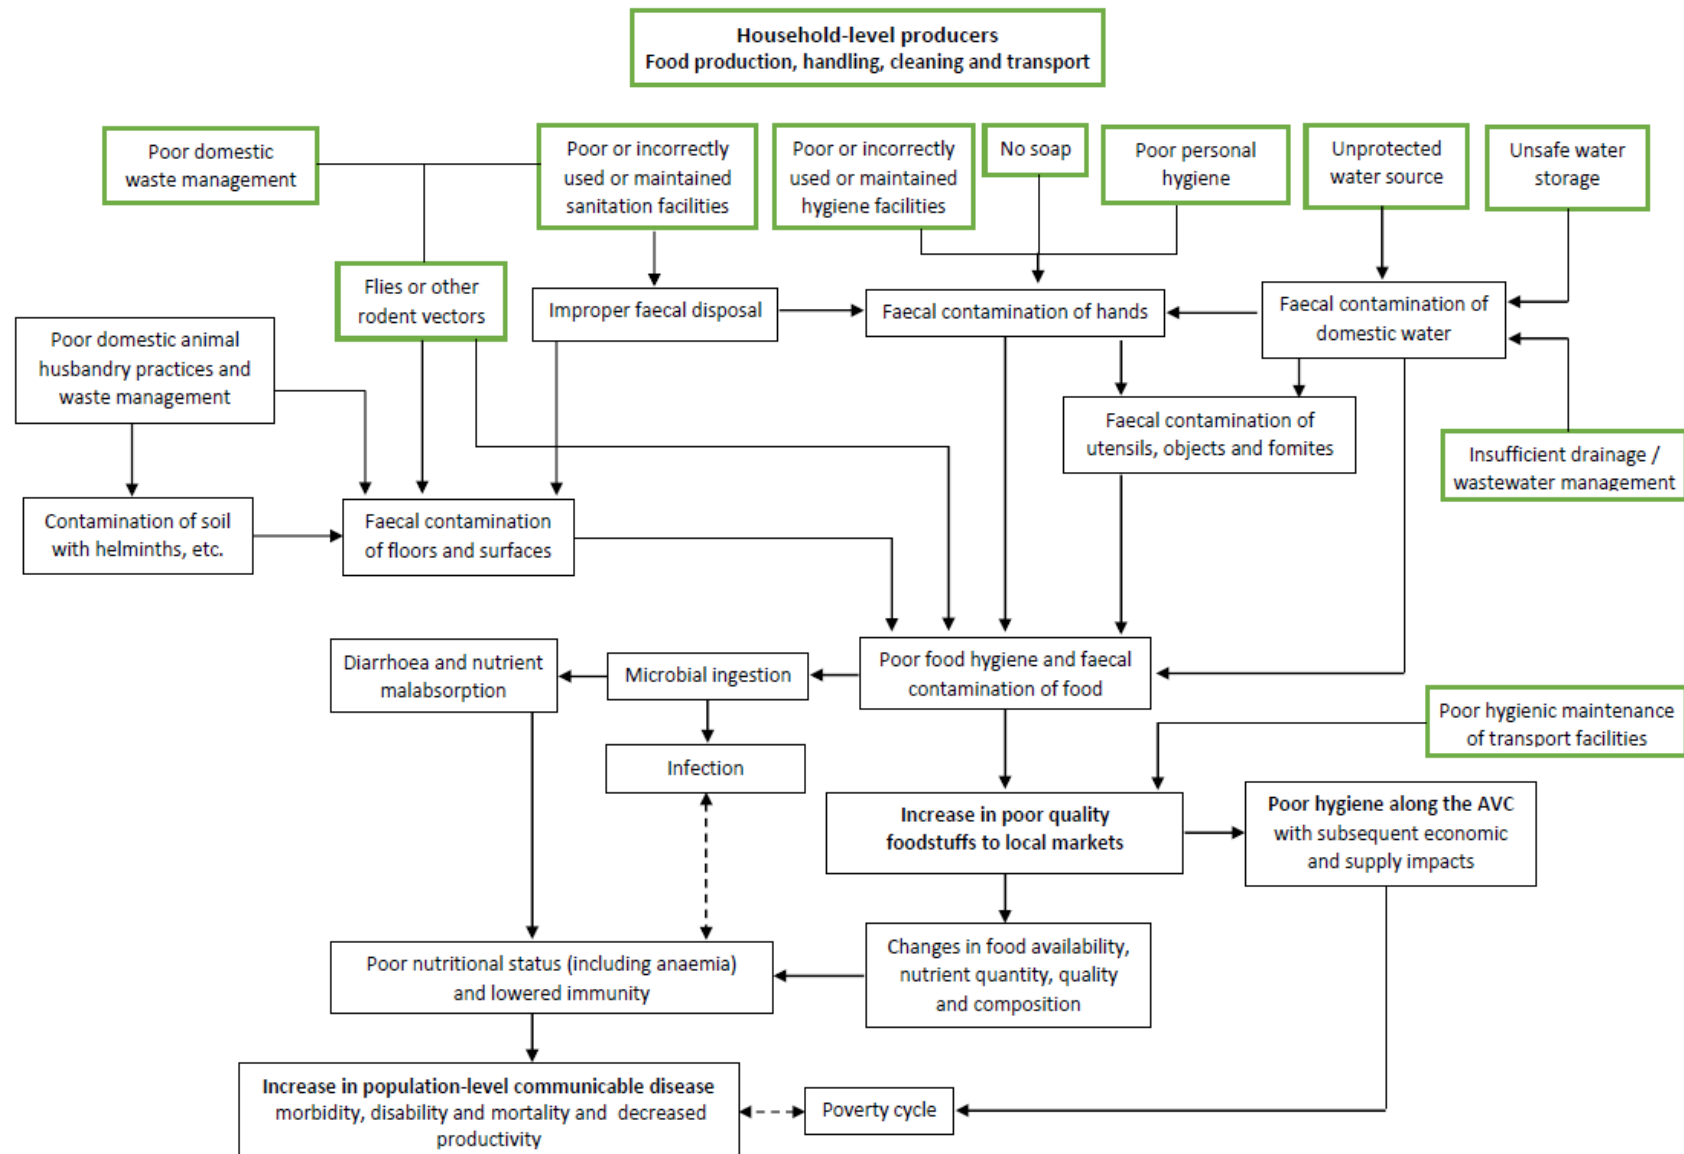 Household-level producers
Food production, handling, cleaning and transport
Poor domestic
waste management
Poor or incorrectly
used or maintained
sanitation facilities
Poor or incorrectly
used or maintained
hygiene facilities
No soap
Poor personal
hygiene
Unprotected
water source
Unsafe water
storage
Flies or other
rodent vectors
Improper faecal disposal
Faecal contamination of hands
Faecal contamination of
domestic water
Poor domestic animal
husbandry practices and
waste management
Faecal contamination of
utensils, objects and fomites
Insufficient drainage /
wastewater management
Contamination of soil
with helminths, etc.
Faecal contamination
of floors and surfaces
Diarrhoea and nutrient
malabsorption
Microbial ingestion
Poor food hygiene and faecal
contamination of food
Poor hygienic maintenance
of transport facilities
Infection
Increase in poor quality
foodstuffs to local markets
Poor hygiene along the AVC
with subsequent economic
and supply impacts
Poor nutritional status (including anaemia)
and lowered immunity
Changes in food availability,
nutrient quantity, quality
and composition
Increase in population-level communicable disease
morbidity, disability and mortality and decreased
productivity
Poverty cycle